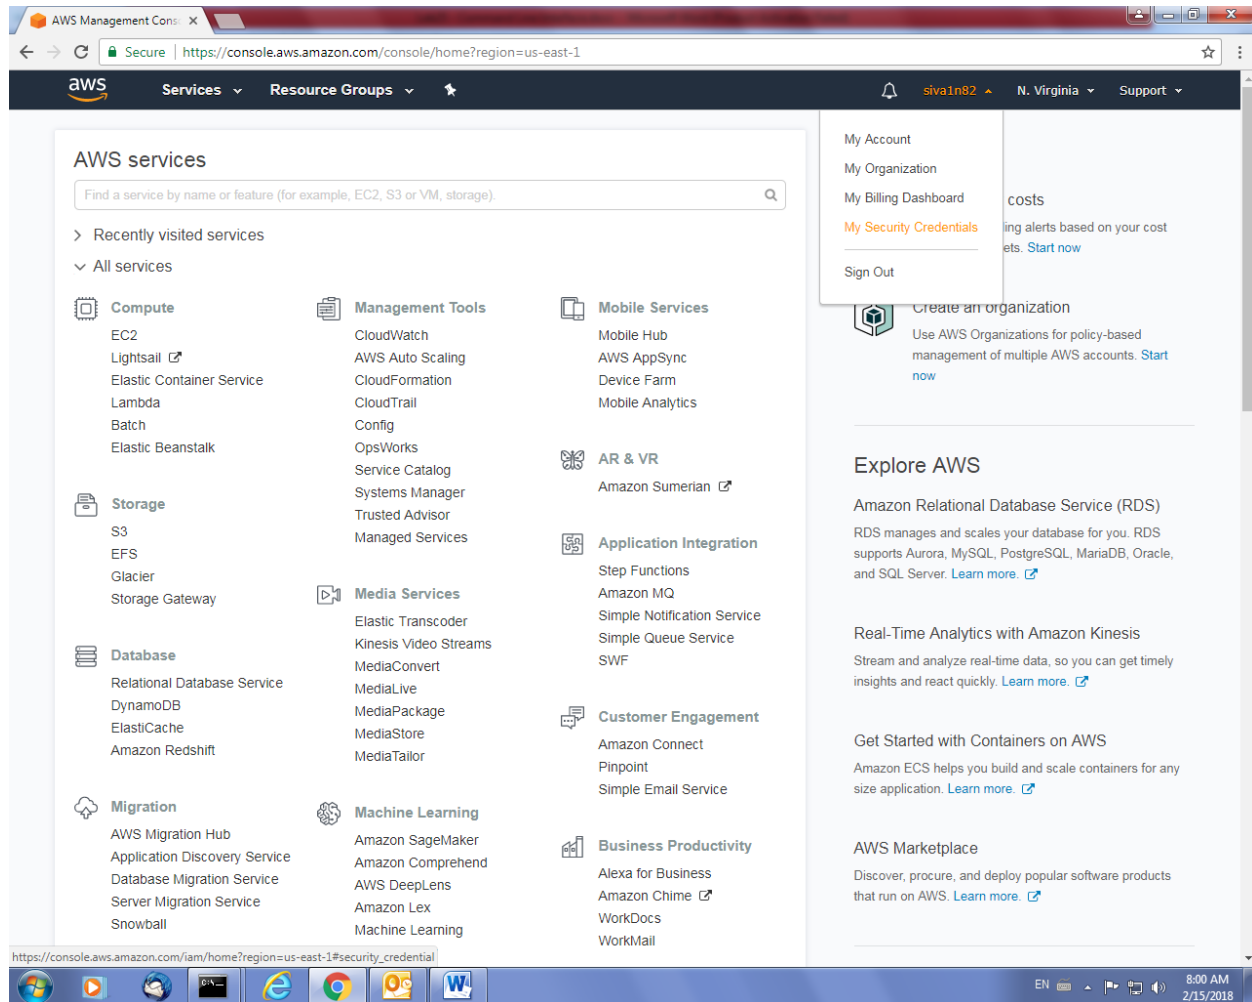 AWS Management Cons
Secure | https://console.aws.amazon.com/console/home?region=us-east-1
aws Services Resource Groups siva1n82 N. Virginia Support
My Account
My Organization
My Billing Dashboard
My Security Credentials
Sign Out
AWS services
Find a service by name or feature (for example, EC2, S3 or VM, storage).
Recently visited services
All services
Compute
EC2
Lightsail
Elastic Container Service
Lambda
Batch
Elastic Beanstalk
Storage
S3
EFS
Glacier
Storage Gateway
Database
Relational Database Service
DynamoDB
ElastiCache
Amazon Redshift
Migration
AWS Migration Hub
Application Discovery Service
Database Migration Service
Server Migration Service
Snowball
Management Tools
CloudWatch
AWS Auto Scaling
CloudFormation
CloudTrail
Config
OpsWorks
Service Catalog
Systems Manager
Trusted Advisor
Managed Services
Media Services
Elastic Transcoder
Kinesis Video Streams
MediaConvert
MediaLive
MediaPackage
MediaStore
MediaTailor
Machine Learning
Amazon SageMaker
Amazon Comprehend
AWS DeepLens
Amazon Lex
Machine Learning
Mobile Services
Mobile Hub
AWS AppSync
Device Farm
Mobile Analytics
AR & VR
Amazon Sumerian
Application Integration
Step Functions
Amazon MQ
Simple Notification Service
Simple Queue Service
SWF
Customer Engagement
Amazon Connect
Pinpoint
Simple Email Service
Business Productivity
Alexa for Business
Amazon Chime
WorkDocs
WorkMail
costs
ing alerts based on your cost
ets. Start now
Create an organization
Use AWS Organizations for policy-based
management of multiple AWS accounts. Start
now
Explore AWS
Amazon Relational Database Service (RDS)
RDS manages and scales your database for you. RDS
supports Aurora, MySQL, PostgreSQL, MariaDB, Oracle,
and SQL Server. Learn more.
Real-Time Analytics with Amazon Kinesis
Stream and analyze real-time data, so you can get timely
insights and react quickly. Learn more.
Get Started with Containers on AWS
Amazon ECS helps you build and scale containers for any
size application. Learn more.
AWS Marketplace
Discover, procure, and deploy popular software products
that run on AWS. Learn more.
https://console.aws.amazon.com/iam/home?region=us-east-1#security_credential
EN
8:00 AM
2/15/2018